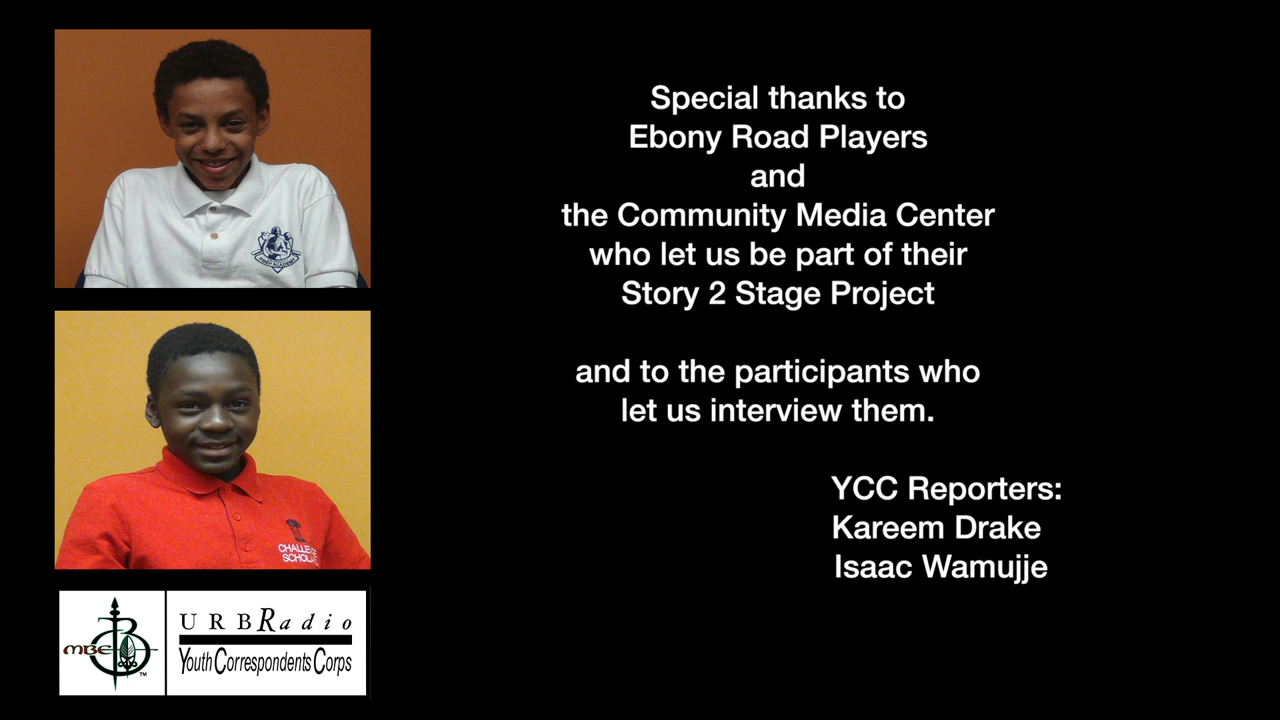 Special thanks to
Ebony Road Players
and
the Community Media Center
who let us be part of their
Story 2 Stage Project
and to the participants who
let us interview them.
YCC Reporters:
Kareem Drake
Isaac Wamujje
MBC
TM
URBRadio
Youth Correspondents Corps